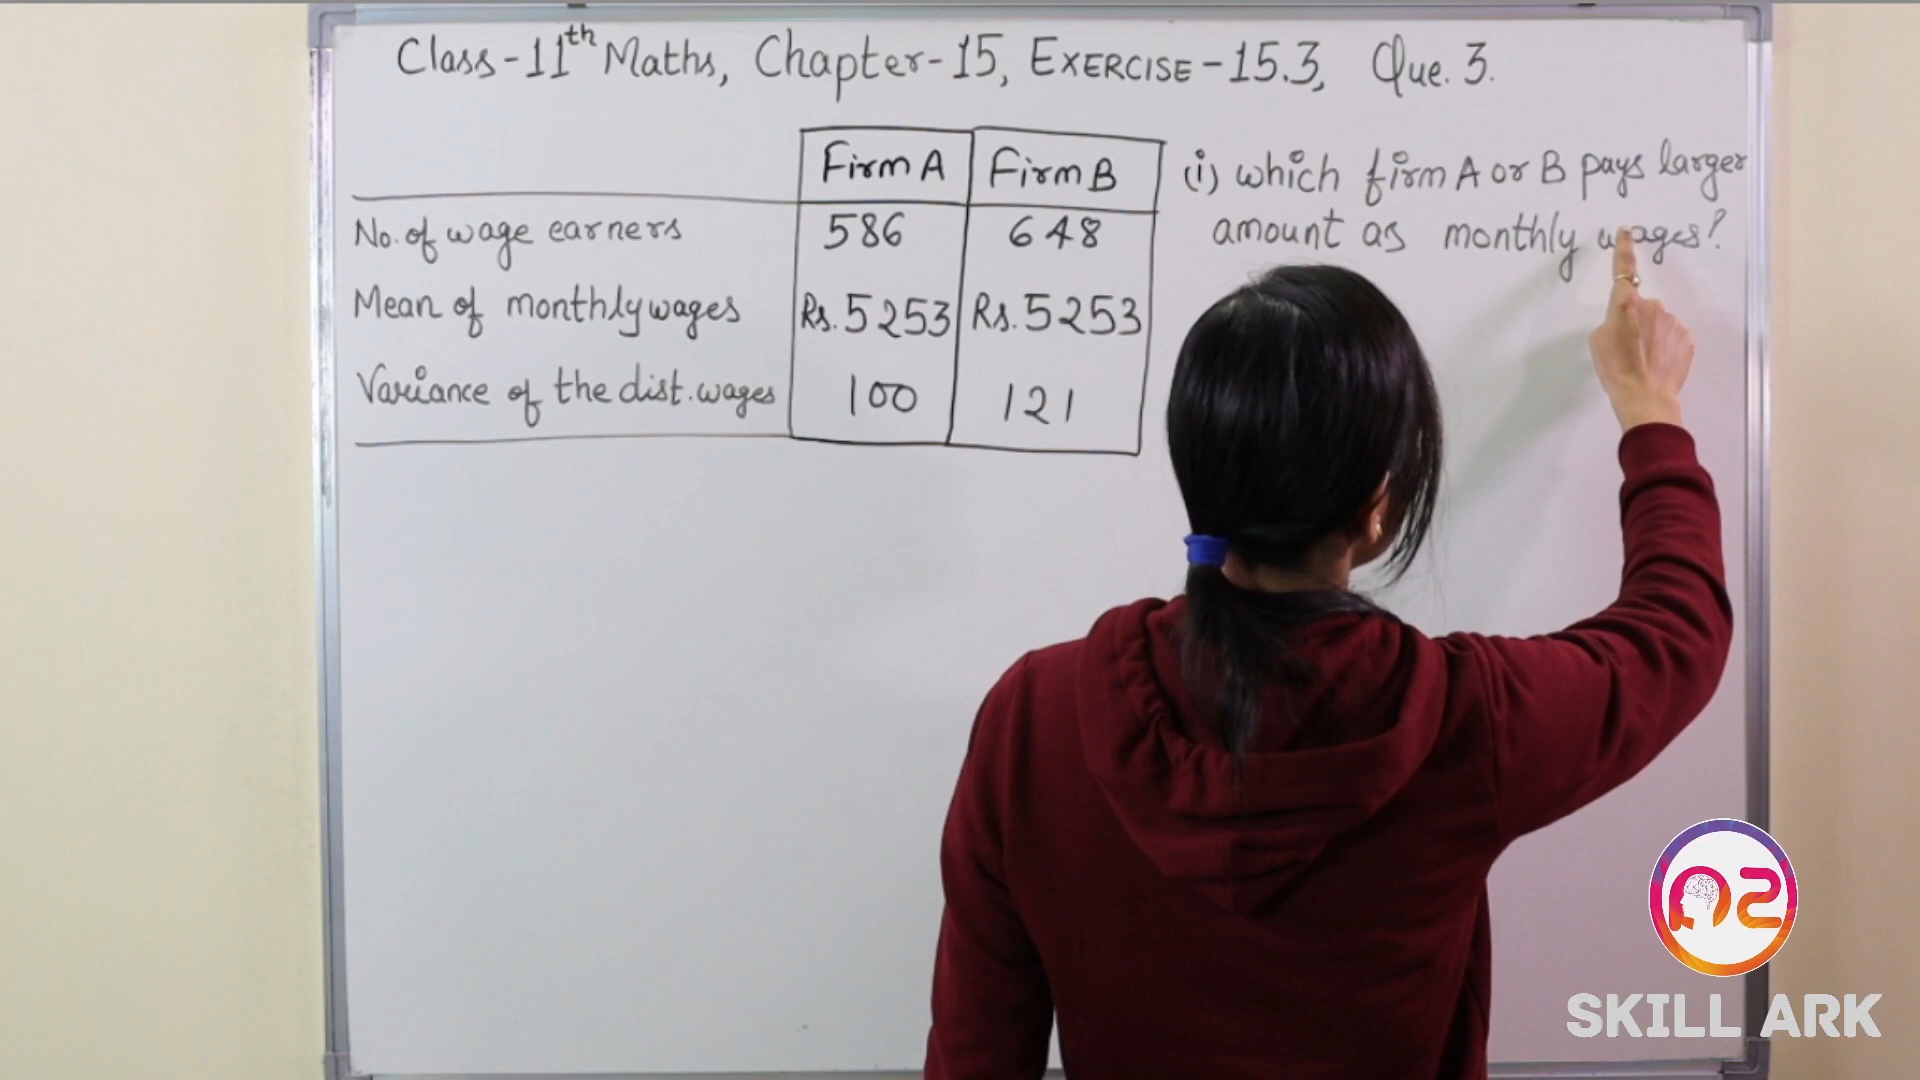 Class-11th Maths, Chapter-15, EXERCISE-15.3, Que. 3.
Firm A Firm B
No. of wage earners 586 648
Mean of monthly wages Rs. 5253 Rs. 5253
Variance of the dist. wages 100 121
(i) which firm A or B pays larger
amount as monthly wages?
SKILL ARK